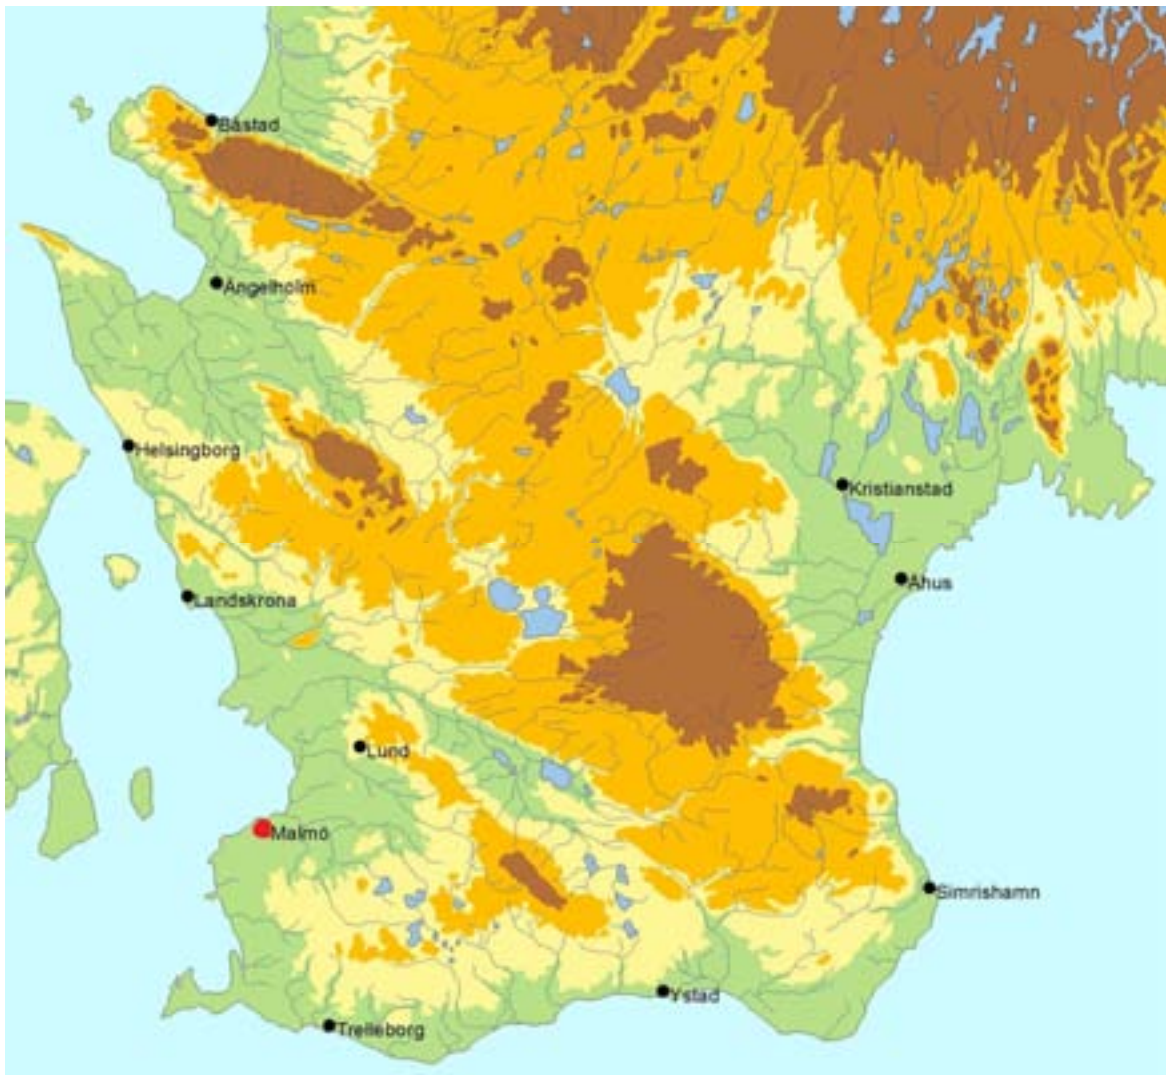 Båstad
Ängelholm
Helsingborg
Kristianstad
Åhus
Landskrona
Lund
Malmö
Simrishamn
Ystad
Trelleborg